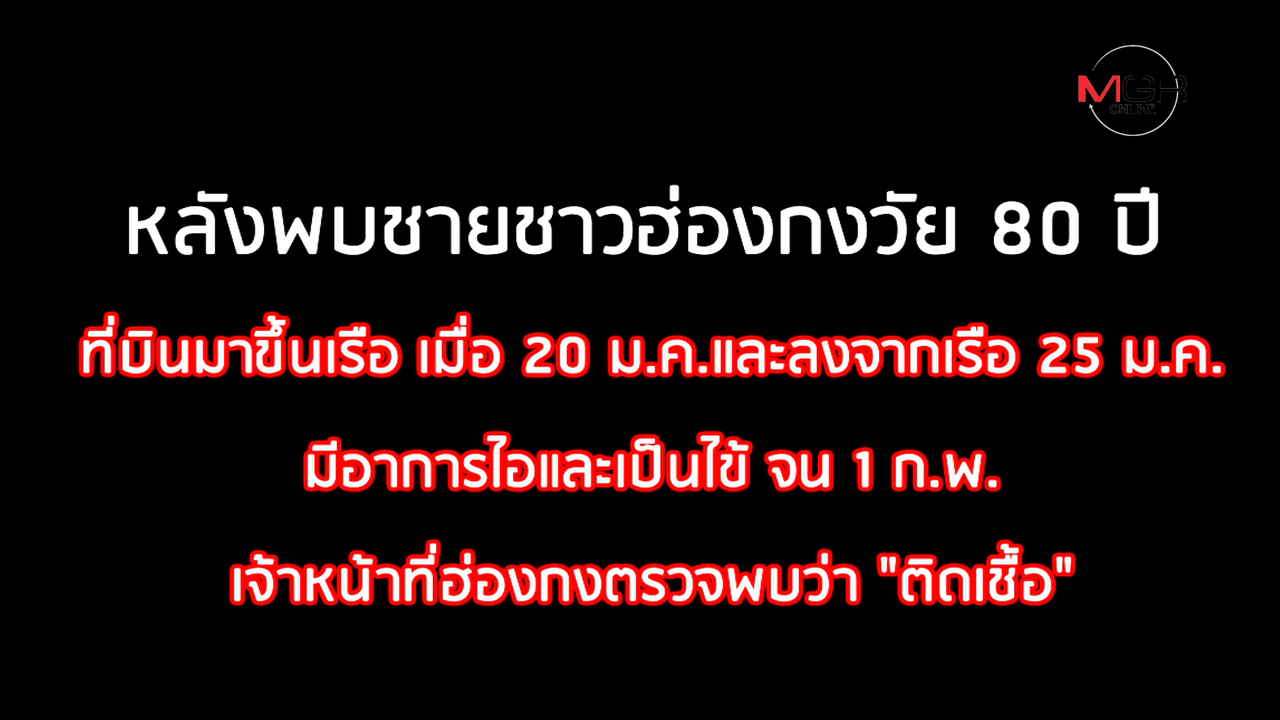 MGR
ONLINE
หลังพบชายชาวฮ่องกงวัย 80 ปี
ที่บินมาขึ้นเรือ เมื่อ 20 ม.ค.และลงจากเรือ 25 ม.ค.
มีอาการไอและเป็นไข้ จน 1 ก.พ.
เจ้าหน้าที่ฮ่องกงตรวจพบว่า "ติดเชื้อ"